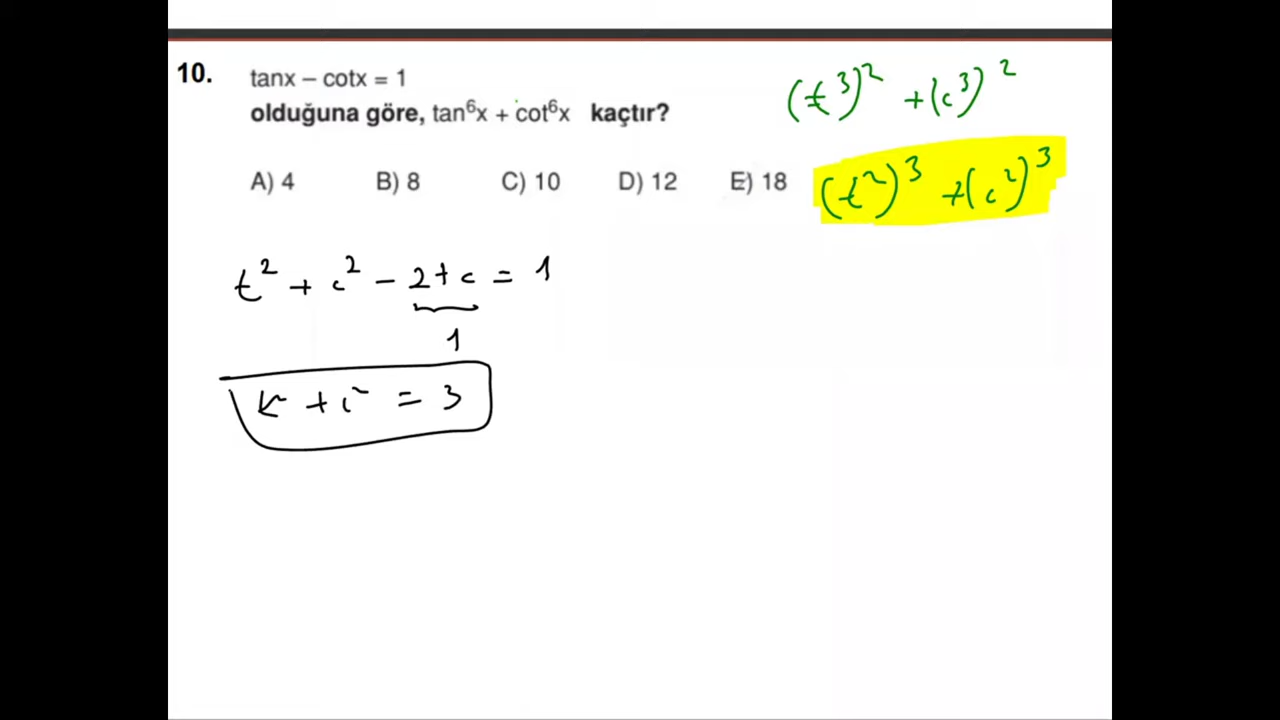 10. tanx – cotx = 1
olduğuna göre, tan⁶x + cot⁶x kaçtır?
A) 4 B) 8 C) 10 D) 12 E) 18
(t³)² + (c³)²
(t²)³ + (c²)³
t² + c² - 2tc = 1
1
t² + c² = 3